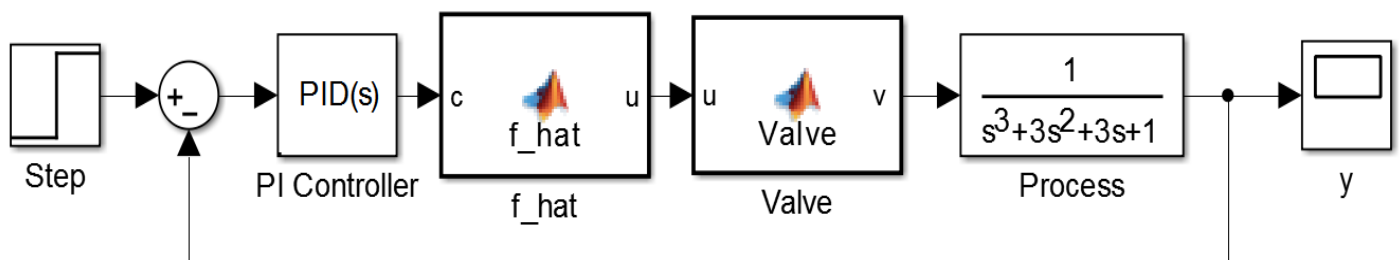 Step
+
−
PID(s)
PI Controller
c
f_hat
u
f_hat
u
Valve
v
Valve
1
s³+3s²+3s+1
Process
y